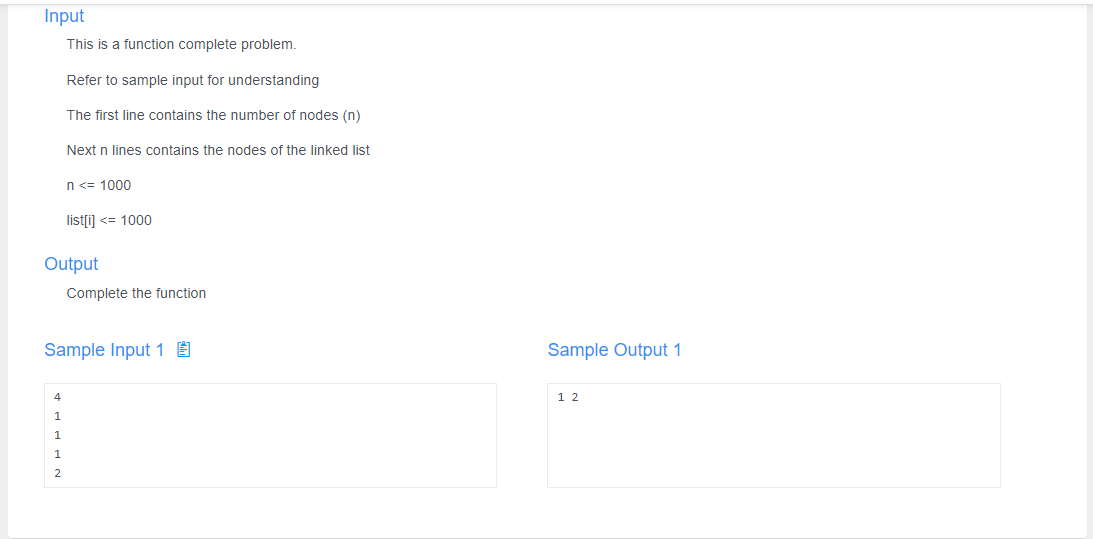 Input
This is a function complete problem.
Refer to sample input for understanding
The first line contains the number of nodes (n)
Next n lines contains the nodes of the linked list
n <= 1000
list[i] <= 1000
Output
Complete the function
Sample Input 1
4
1
1
1
2
Sample Output 1
1 2